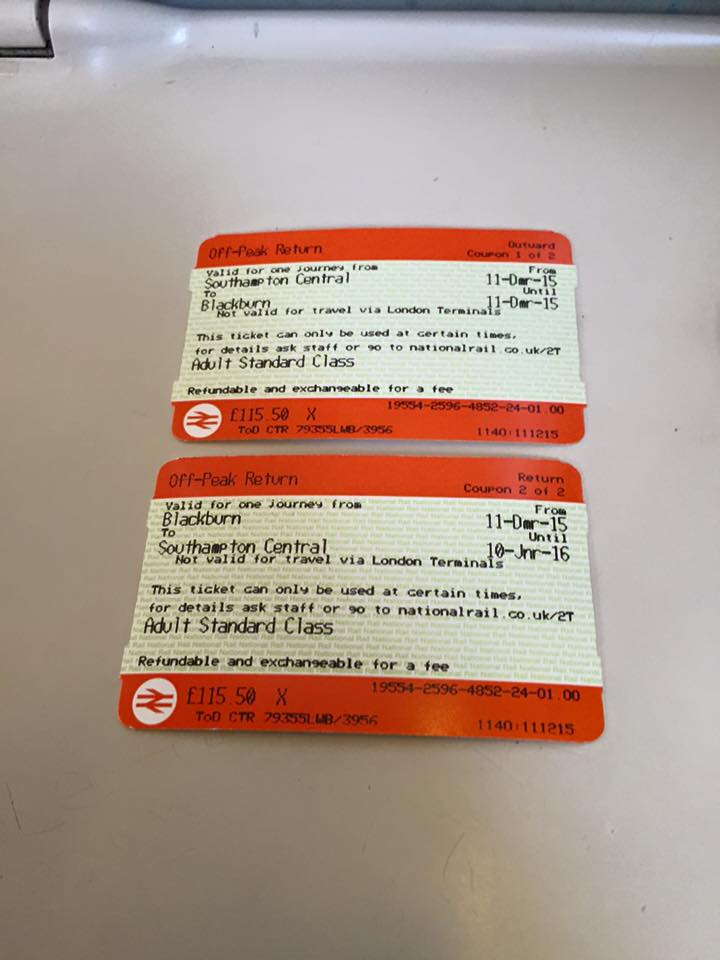 Off-Peak Return
Outward
Coupon 1 of 2
Valid for one journey from
From
Southampton Central
11-Dmr-15
To
Until
Blackburn
11-Dmr-15
Not valid for travel via London Terminals
This ticket can only be used at certain times,
for details ask staff or go to nationalrail.co.uk/2T
Adult Standard Class
Refundable and exchangeable for a fee
£115.50 X
19554-2596-4852-24-01.00
ToD CTR 79355LWB/3956
1140:111215
Off-Peak Return
Return
Coupon 2 of 2
Valid for one journey from
From
Blackburn
11-Dmr-15
To
Until
Southampton Central
10-Jnr-16
Not valid for travel via London Terminals
This ticket can only be used at certain times,
for details ask staff or go to nationalrail.co.uk/2T
Adult Standard Class
Refundable and exchangeable for a fee
£115.50 X
19554-2596-4852-24-01.00
ToD CTR 79355LWB/3956
1140:111215